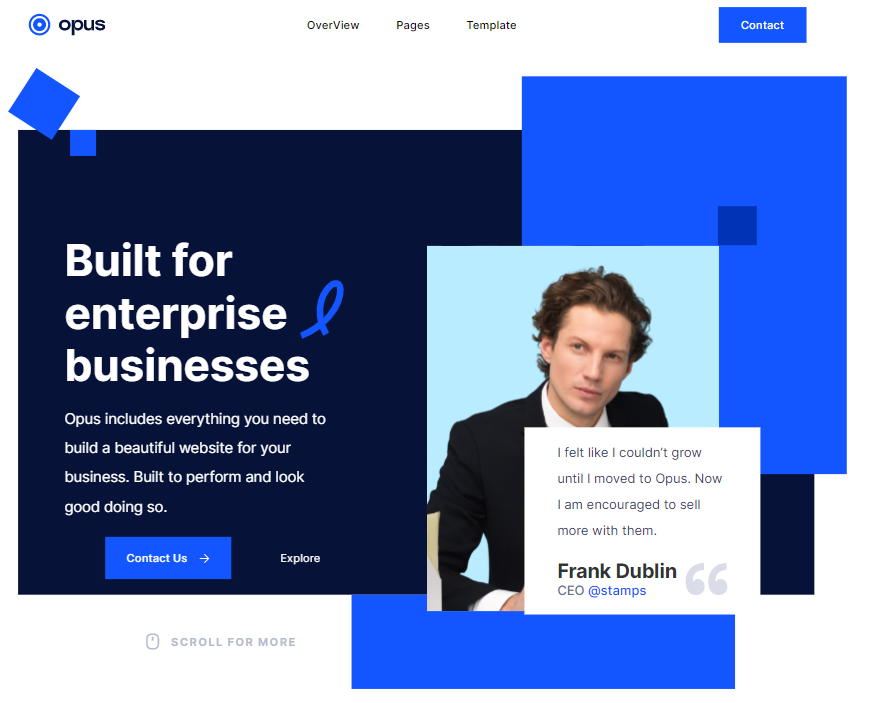 opus
OverView
Pages
Template
Contact
Built for
enterprise
businesses
Opus includes everything you need to
build a beautiful website for your
business. Built to perform and look
good doing so.
Contact Us →
Explore
I felt like I couldn’t grow
until I moved to Opus. Now
I am encouraged to sell
more with them.
Frank Dublin
CEO @stamps
SCROLL FOR MORE